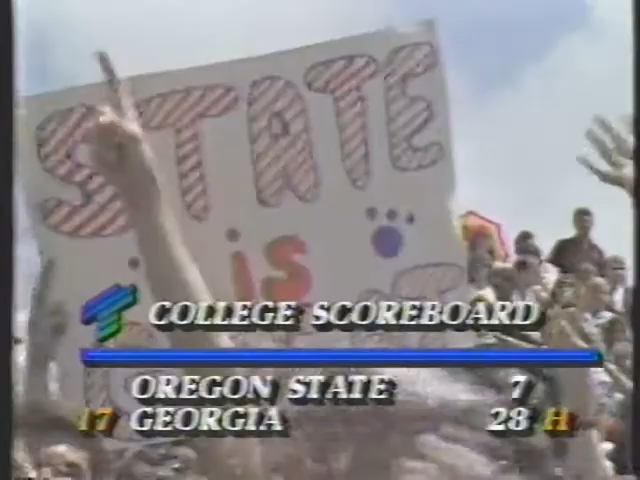 STATE
is
COLLEGE SCOREBOARD
OREGON STATE 7
17 GEORGIA 28 H